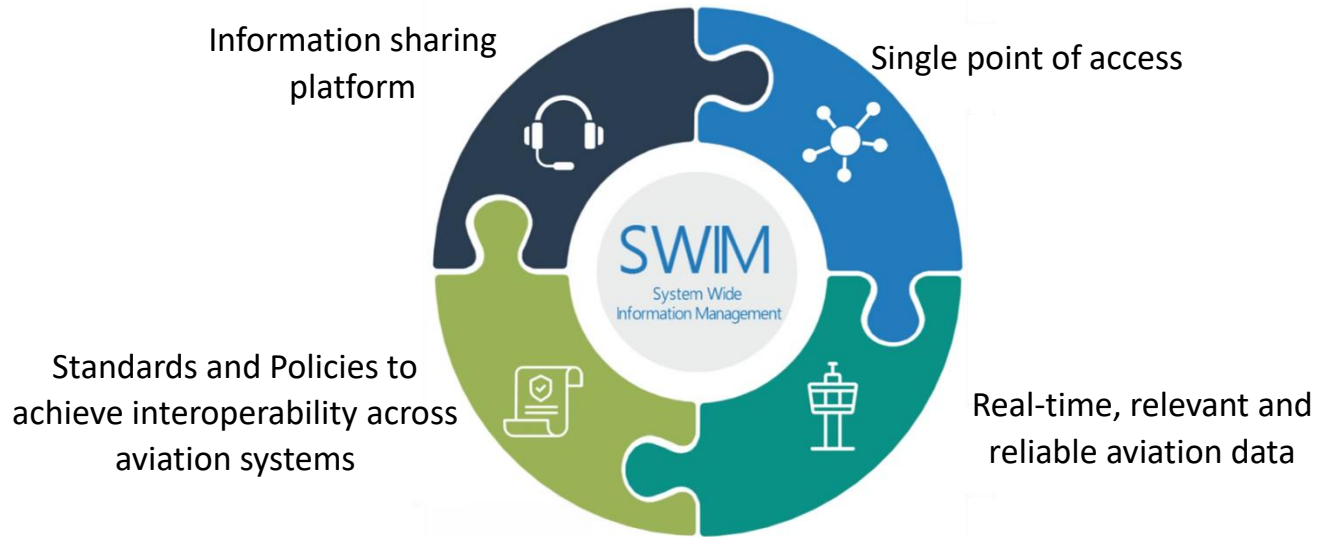 Information sharing
platform
Single point of access
SWIM
System Wide
Information Management
Standards and Policies to
achieve interoperability across
aviation systems
Real-time, relevant and
reliable aviation data